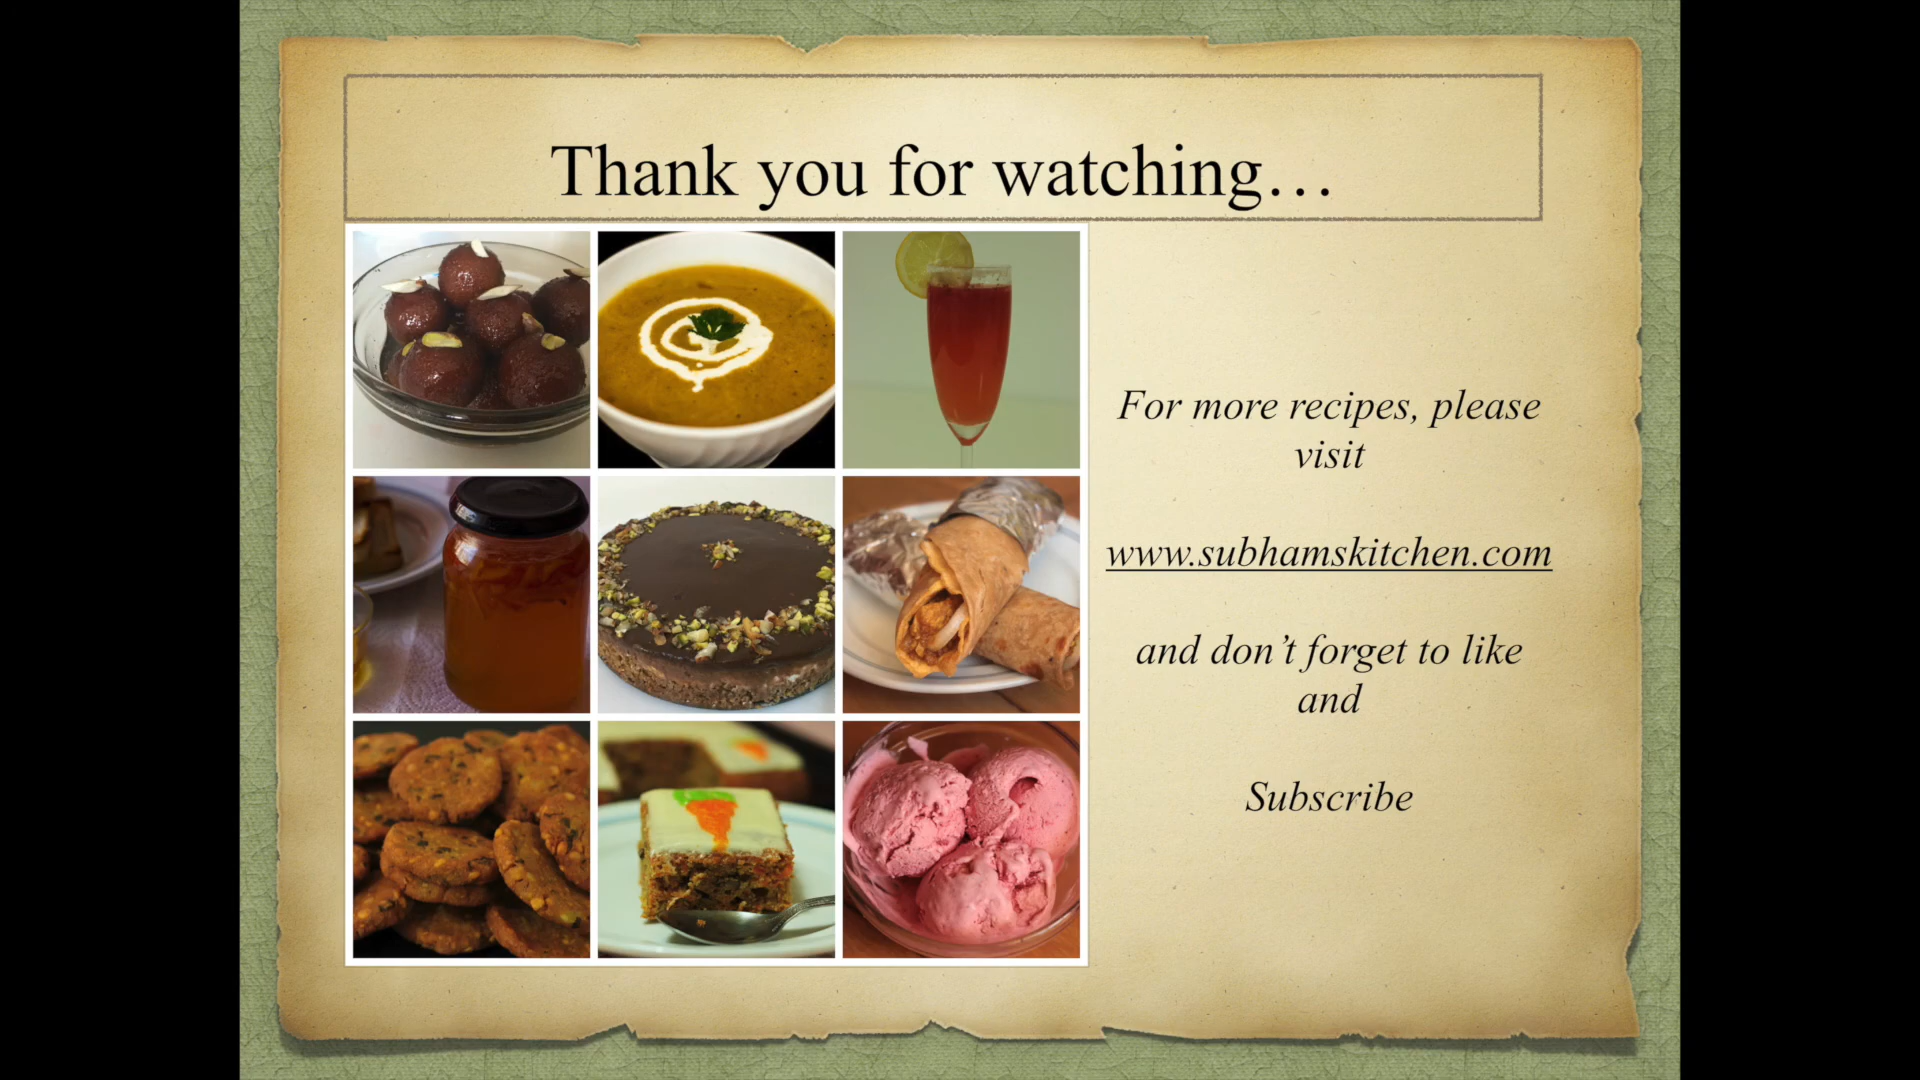 Thank you for watching…
For more recipes, please
visit
www.subhamskitchen.com
and don’t forget to like
and
Subscribe